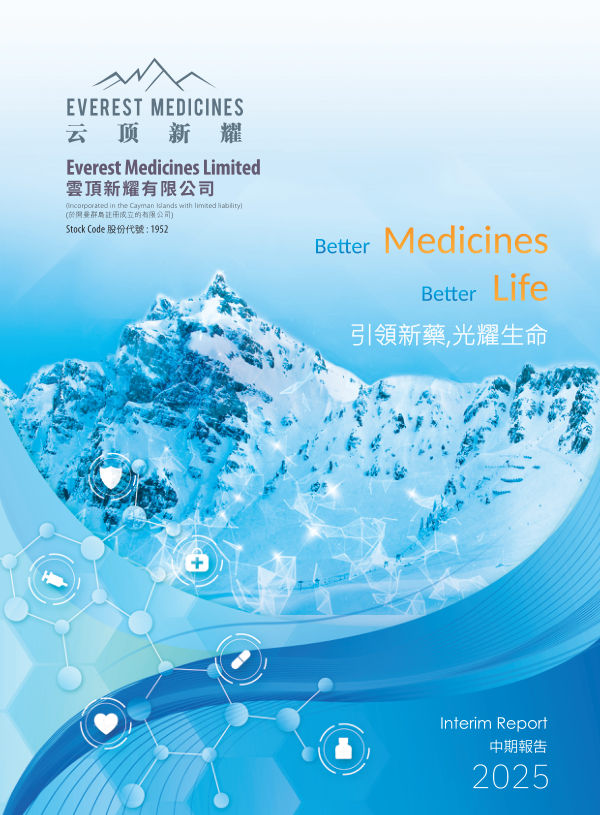 EVEREST MEDICINES
云顶新耀
Everest Medicines Limited
雲頂新耀有限公司
(Incorporated in the Cayman Islands with limited liability)
(於開曼群島註冊成立的有限公司)
Stock Code 股份代號 : 1952
Better Medicines
Better Life
引領新藥,光耀生命
Interim Report
中期報告
2025